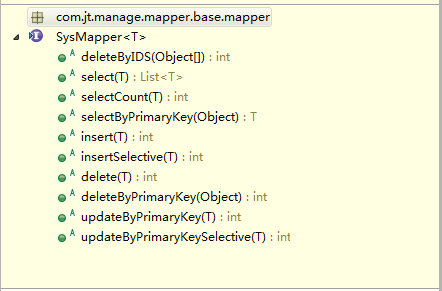 com.jt.manage.mapper.base.mapper
SysMapper<T>
deleteByIDS(Object[]) : int
select(T) : List<T>
selectCount(T) : int
selectByPrimaryKey(Object) : T
insert(T) : int
insertSelective(T) : int
delete(T) : int
deleteByPrimaryKey(Object) : int
updateByPrimaryKey(T) : int
updateByPrimaryKeySelective(T) : int